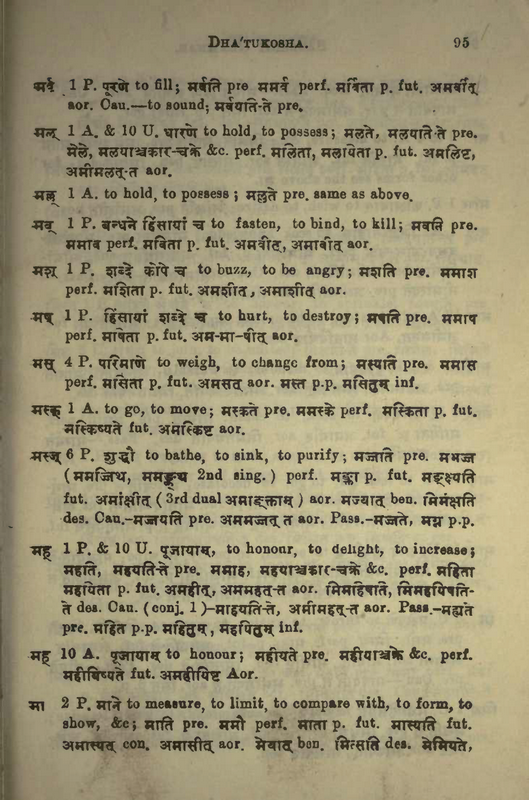 DHA'TUKOSHA. 95
मर्व् 1 P. पूरणे to fill; मर्वति pre ममर्व perf. मर्विता p. fut. अमर्वीत्
aor. Cau.—to sound; मर्वयति-ते pre.
मल् 1 A. & 10 U. धारणे to hold, to possess; मलते, मलयति-ते pre.
मेले, मलयाञ्चकार-चक्रे &c. perf. मलिता, मलयिता p. fut. अमलिष्ट,
अमीमलत्-त aor.
मल्ल् 1 A. to hold, to possess; मल्लते pre. same as above.
मव् 1 P. बन्धने हिंसायां च to fasten, to bind, to kill; मवति pre.
ममाव perf. मविता p. fut. अमवीत्, अमावीत् aor.
मश् 1 P. शब्दे कोपे च to buzz, to be angry; मशति pre. ममाश
perf. मशिता p. fut. अमशीत्, अमाशीत् aor.
मष् 1 P. हिंसायां शब्दे च to hurt, to destroy; मषति pre. ममाष
perf. माषिता p. fut. अम-मा-षीत् aor.
मस् 4 P. परिमाणे to weigh, to change from; मस्यति pre. ममास
perf. मसिता p. fut. अमसत् aor. मस्त p.p. मसितुम् inf.
मस्क् 1 A. to go, to move; मस्कते pre. ममस्के perf. मस्किता p. fut.
मस्किष्यते fut. अमस्किष्ट aor.
मस्ज् 6 P. शुद्धौ to bathe, to sink, to purify; मज्जति pre. ममज्ज
(ममज्जिथ, ममङ्क्थ 2nd sing.) perf. मङ्क्ता p. fut. मङ्क्ष्यति
fut. अमांक्षीत् (3rd dual अमाङ्क्ताम्) aor. मज्यात् ben. मिमंक्षति
des. Cau.-मज्जयति pre. अममज्जत् त aor. Pass.-मज्जते, मग्न p.p.
मह् 1 P. & 10 U. पूजायाम्, to honour, to delight, to increase;
महति, महयति-ते pre. ममाह, महयाञ्चकार-चक्रे &c. perf. महिता
महयिता p. fut. अमहीत्, अममहत्-त aor. मिमहिषति, मिमहयिषति-
ते des. Cau. (conj. 1)-माहयति-ते, अमीमहत्-त aor. Pass.-मह्यते
pre. महित p.p. महितुम्, महयितुम् inf.
मह् 10 A. पूजायाम् to honour; महीयते pre. महीयाञ्चक्रे &c. perf.
महीयिष्यते fut. अमहीयिष्ट Aor.
मा 2 P. माने to measure, to limit, to compare with, to form, to
show, &c; माति pre. ममौ perf. माता p. fut. मास्यति fut.
अमास्यत् con. अमासीत् aor. मेयात् ben. मित्सति des. मेमियते,